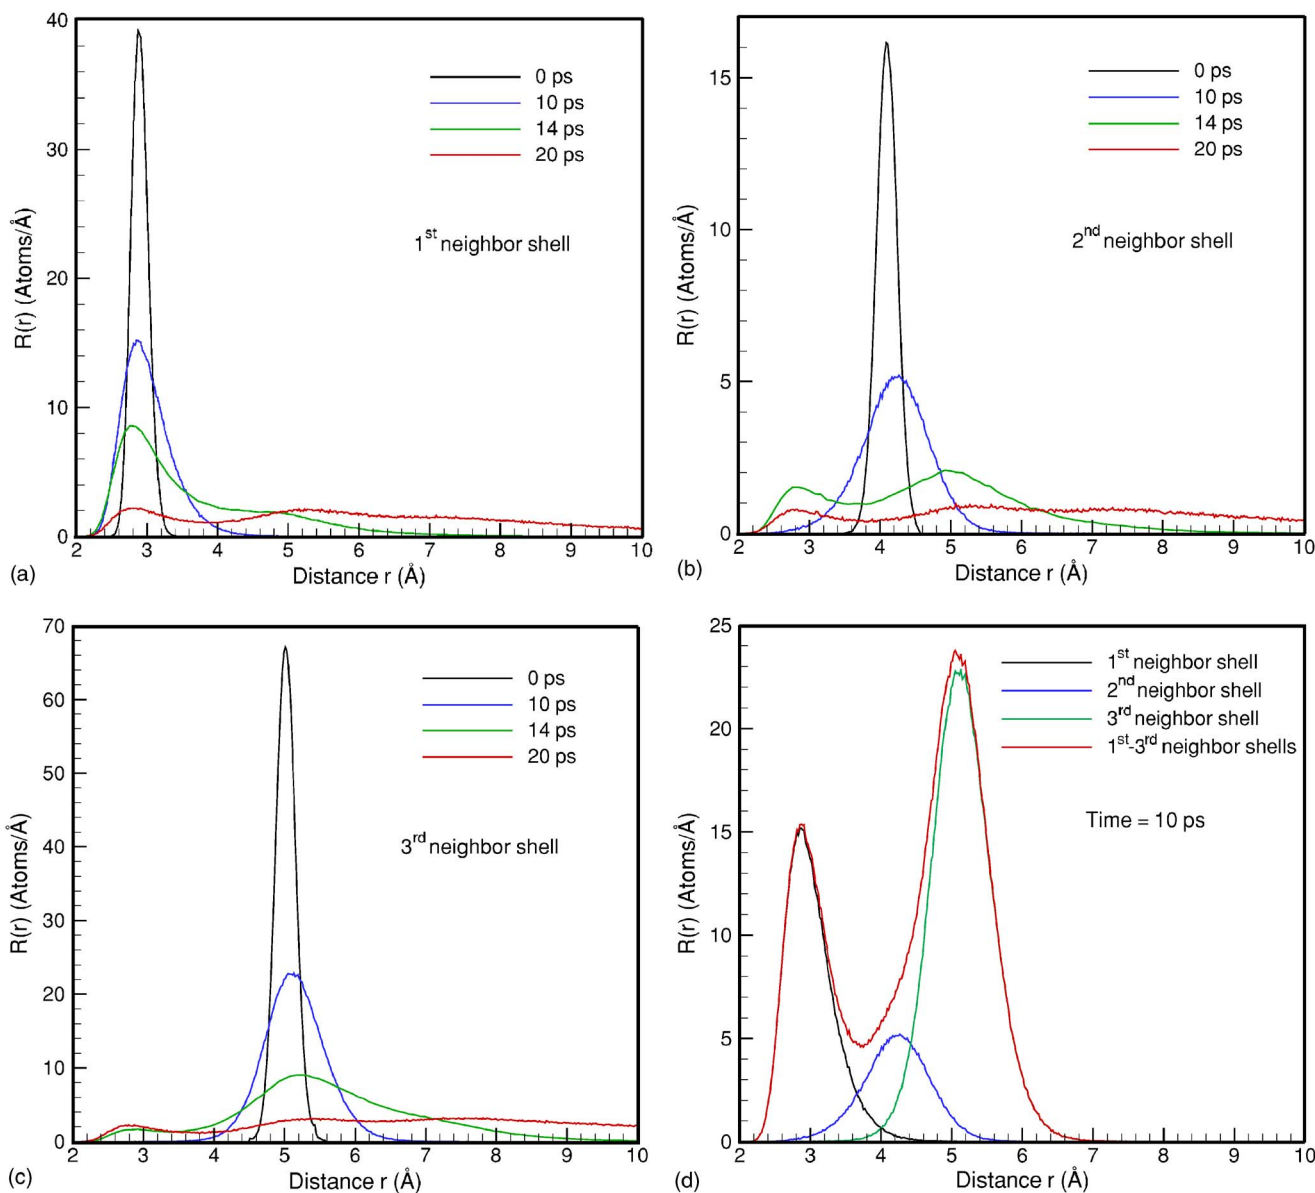 40
30
20
10
0
R(r) (Atoms/Å)
0 ps
10 ps
14 ps
20 ps
1st neighbor shell
2 3 4 5 6 7 8 9 10
Distance r (Å)
(a)
15
10
5
0
R(r) (Atoms/Å)
0 ps
10 ps
14 ps
20 ps
2nd neighbor shell
2 3 4 5 6 7 8 9 10
Distance r (Å)
(b)
70
60
50
40
30
20
10
0
R(r) (Atoms/Å)
0 ps
10 ps
14 ps
20 ps
3rd neighbor shell
2 3 4 5 6 7 8 9 10
Distance r (Å)
(c)
25
20
15
10
5
0
R(r) (Atoms/Å)
1st neighbor shell
2nd neighbor shell
3rd neighbor shell
1st-3rd neighbor shells
Time = 10 ps
2 3 4 5 6 7 8 9 10
Distance r (Å)
(d)